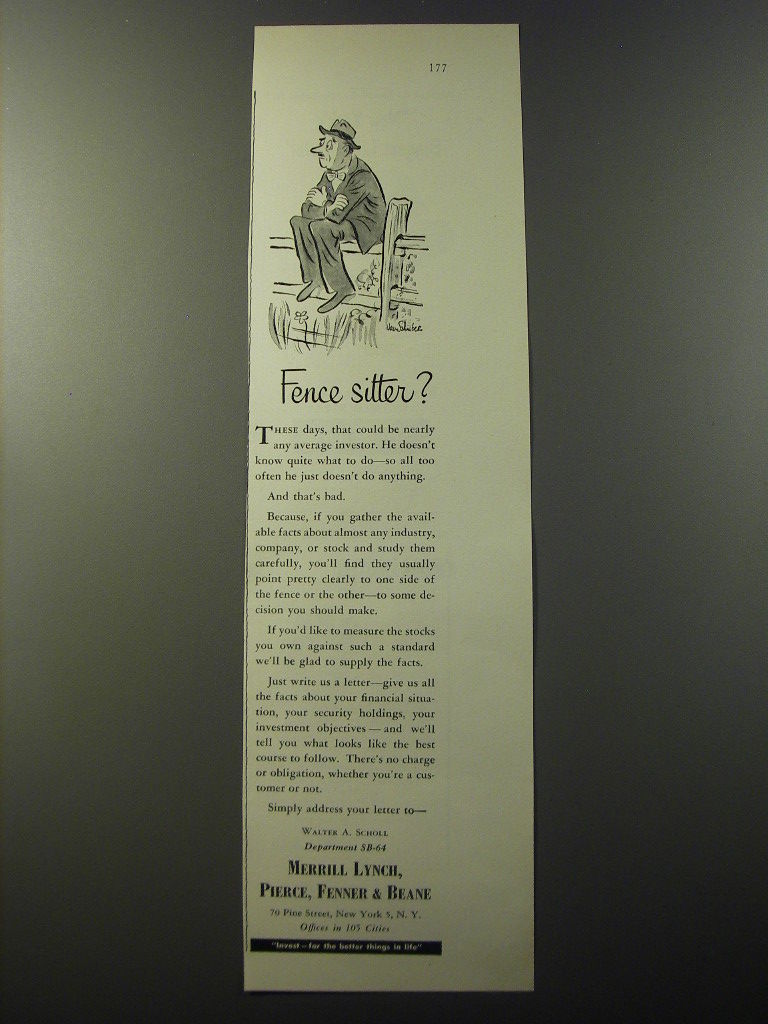 177
Fence sitter?
THESE days, that could be nearly
any average investor. He doesn't
know quite what to do—so all too
often he just doesn't do anything.
And that's bad.
Because, if you gather the avail-
able facts about almost any industry,
company, or stock and study them
carefully, you'll find they usually
point pretty clearly to one side of
the fence or the other—to some de-
cision you should make.
If you'd like to measure the stocks
you own against such a standard
we'll be glad to supply the facts.
Just write us a letter—give us all
the facts about your financial situa-
tion, your security holdings, your
investment objectives — and we'll
tell you what looks like the best
course to follow. There's no charge
or obligation, whether you're a cus-
tomer or not.
Simply address your letter to—
WALTER A. SCHOLL
Department SB-64
MERRILL LYNCH,
PIERCE, FENNER & BEANE
70 Pine Street, New York 5, N. Y.
Offices in 105 Cities
"Invest—for the better things in life"